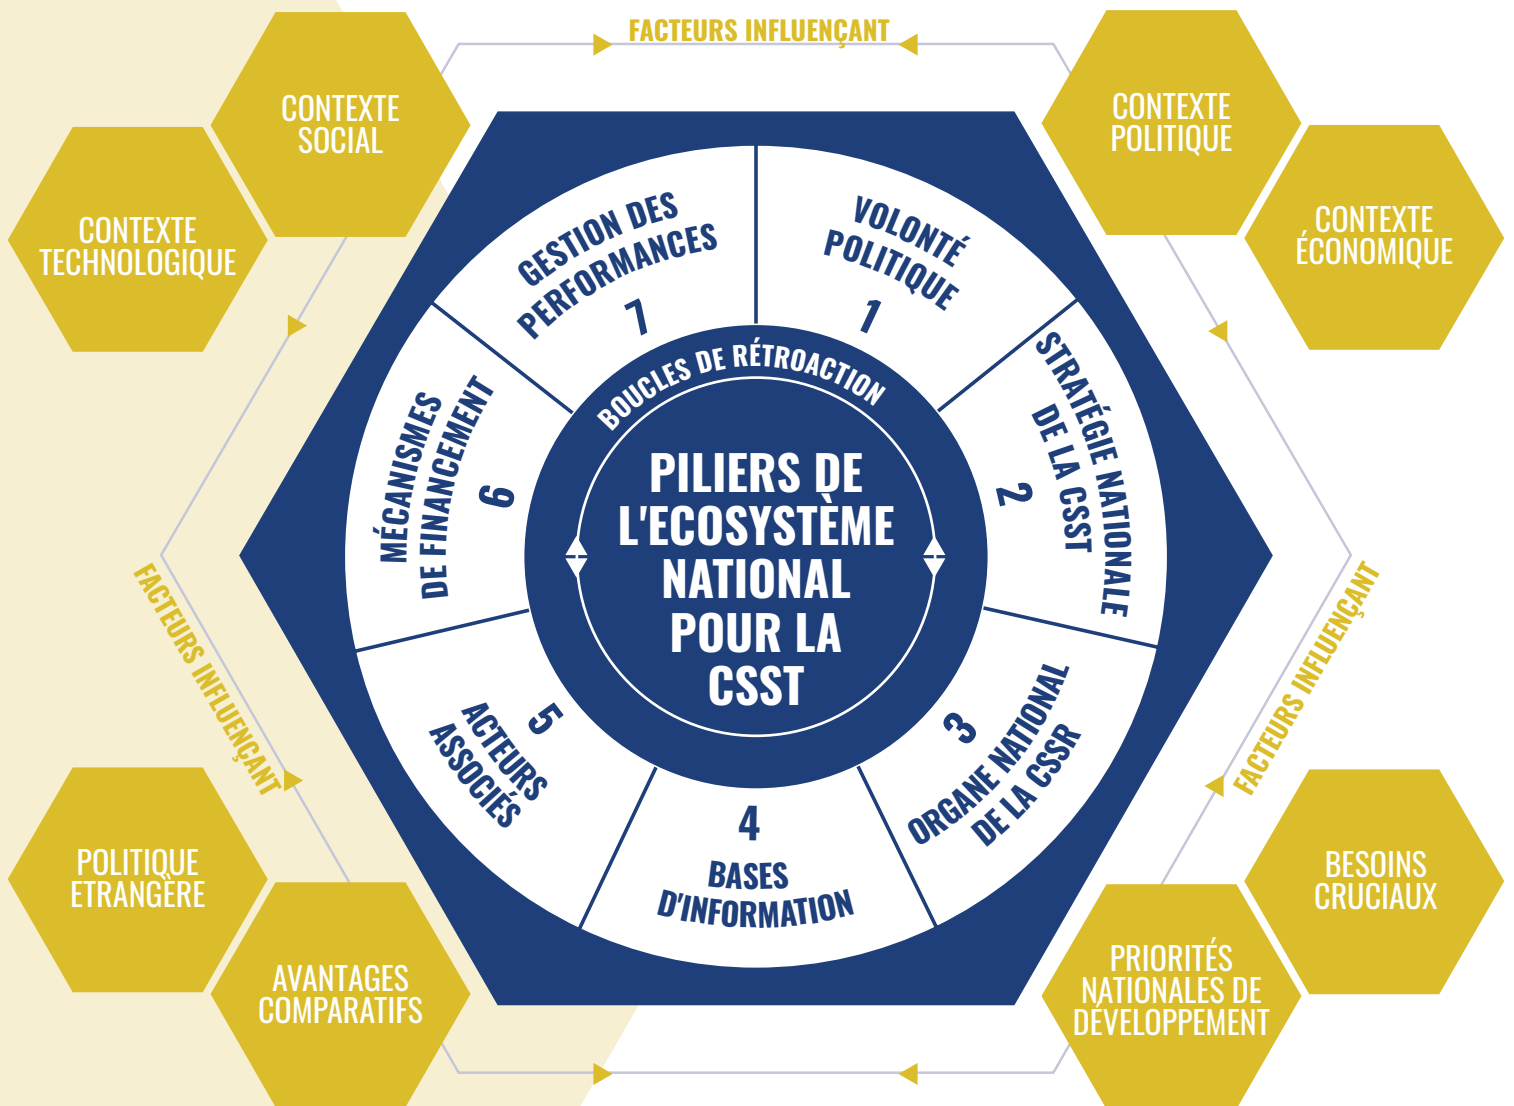 FACTEURS INFLUENÇANT
CONTEXTE
SOCIAL
CONTEXTE
TECHNOLOGIQUE
CONTEXTE
POLITIQUE
CONTEXTE
ÉCONOMIQUE
GESTION DES
PERFORMANCES
7
VOLONTÉ
POLITIQUE
1
STRATÉGIE NATIONALE
DE LA CSST
2
ORGANE NATIONAL
DE LA CSSR
3
4
BASES
D'INFORMATION
5
ACTEURS
ASSOCIÉS
MÉCANISMES
DE FINANCEMENT
6
BOUCLES DE RÉTROACTION
PILIERS DE
L'ECOSYSTÈME
NATIONAL
POUR LA
CSST
FACTEURS INFLUENÇANT
FACTEURS INFLUENÇANT
POLITIQUE
ETRANGÈRE
AVANTAGES
COMPARATIFS
BESOINS
CRUCIAUX
PRIORITÉS
NATIONALES DE
DÉVELOPPEMENT